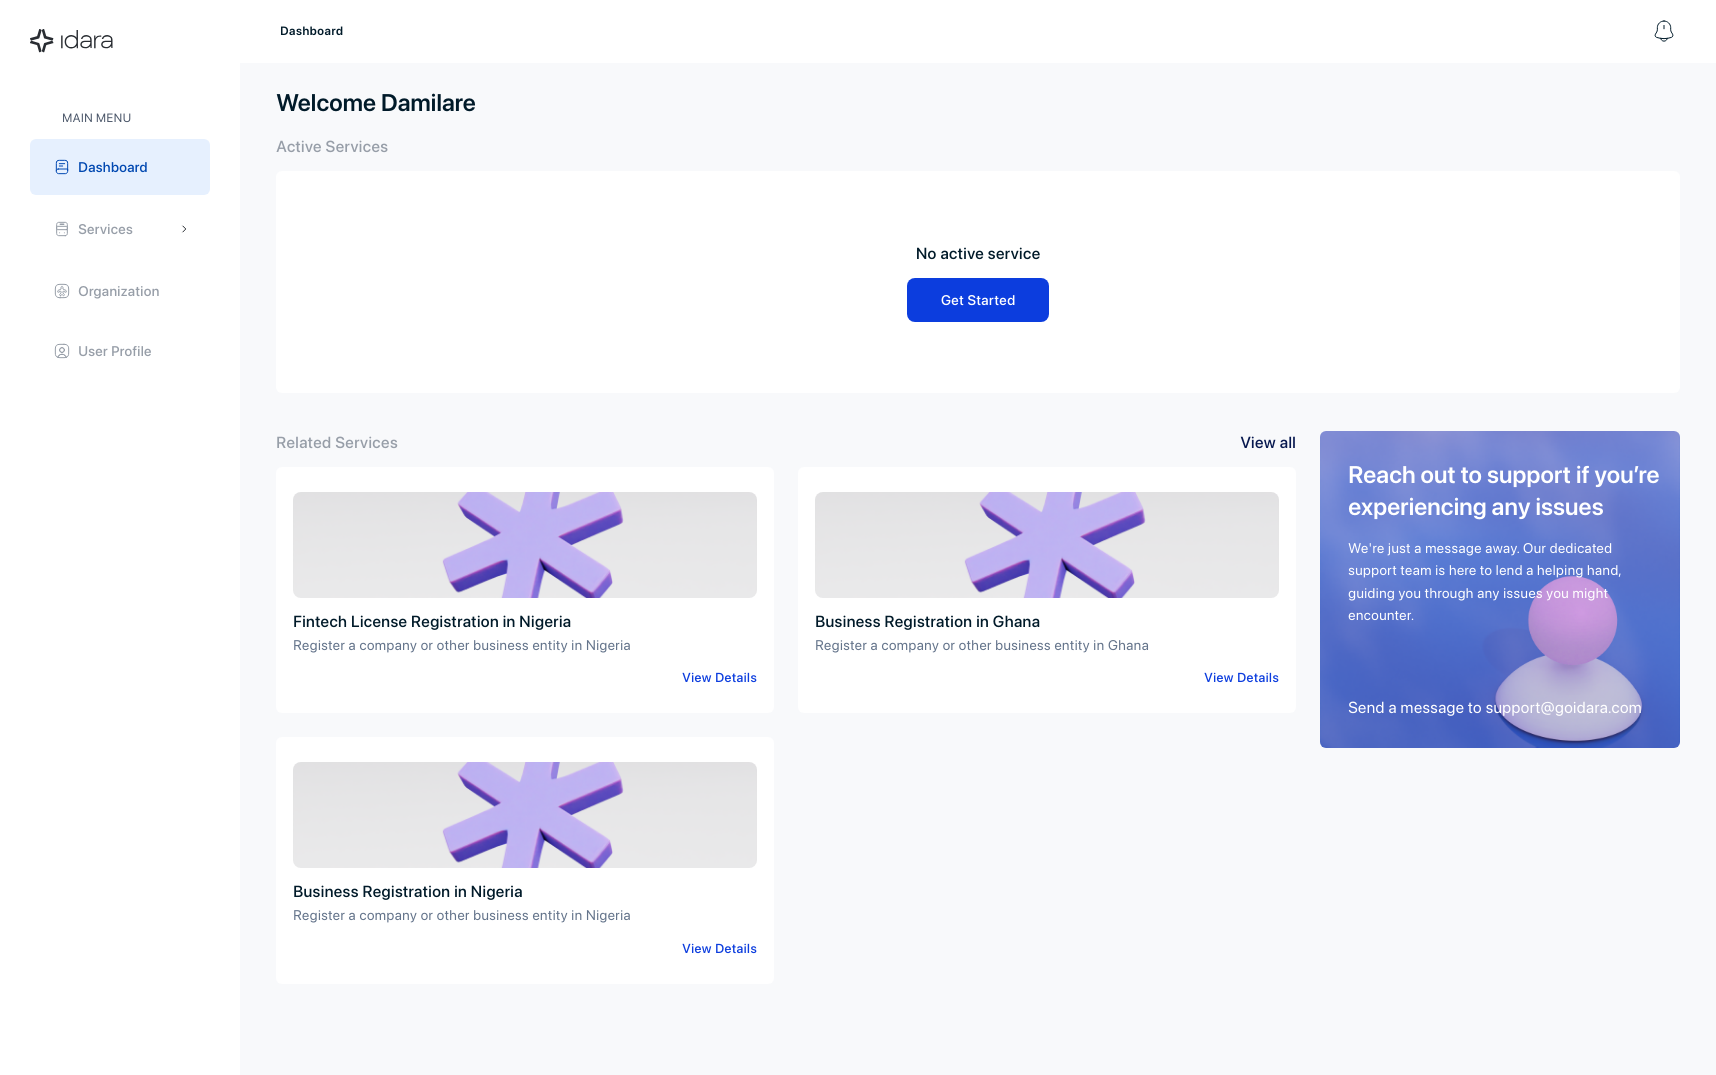 idara
Dashboard
MAIN MENU
Dashboard
Services
Organization
User Profile
Welcome Damilare
Active Services
No active service
Get Started
Related Services
View all
Fintech License Registration in Nigeria
Register a company or other business entity in Nigeria
View Details
Business Registration in Ghana
Register a company or other business entity in Ghana
View Details
Business Registration in Nigeria
Register a company or other business entity in Nigeria
View Details
Reach out to support if you’re
experiencing any issues
We're just a message away. Our dedicated
support team is here to lend a helping hand,
guiding you through any issues you might
encounter.
Send a message to support@goidara.com